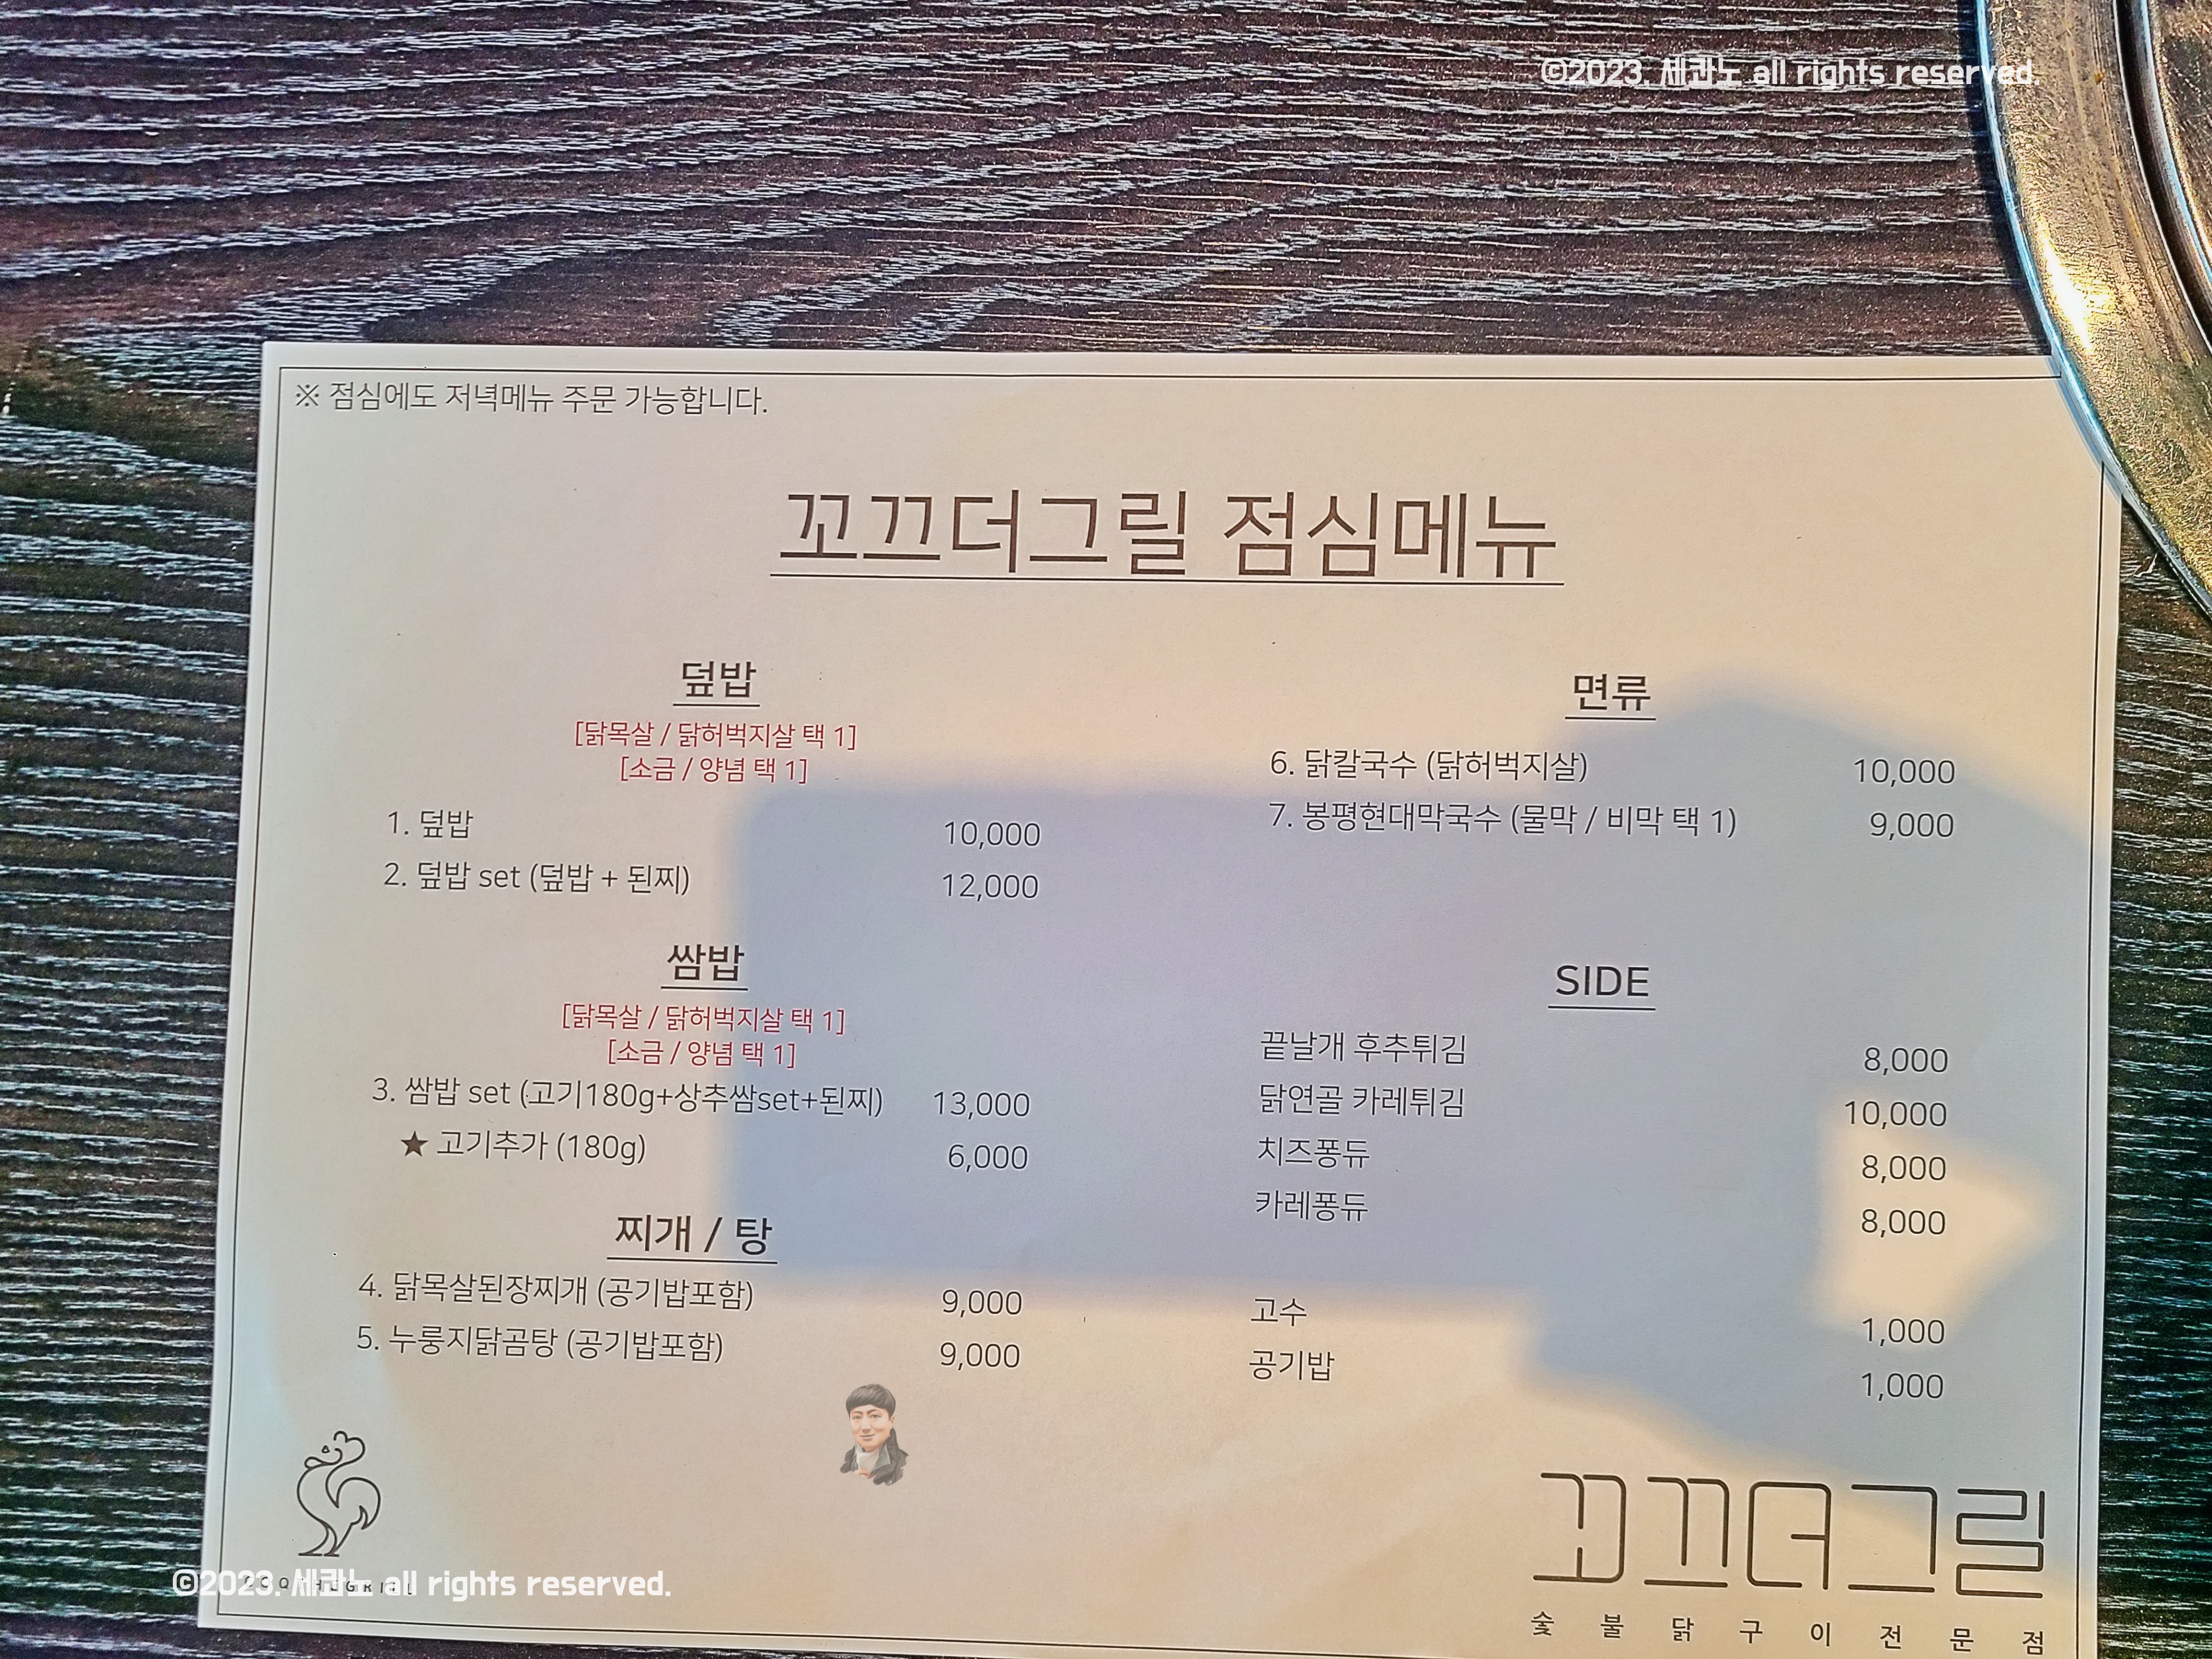 ©2023. 세콴노 all rights reserved.
※ 점심에도 저녁메뉴 주문 가능합니다.
꼬끄더그릴 점심메뉴
덮밥
[닭목살 / 닭허벅지살 택 1]
[소금 / 양념 택 1]
1. 덮밥 10,000
2. 덮밥 set (덮밥 + 된찌) 12,000
쌈밥
[닭목살 / 닭허벅지살 택 1]
[소금 / 양념 택 1]
3. 쌈밥 set (고기180g+상추쌈set+된찌) 13,000
★ 고기추가 (180g) 6,000
찌개 / 탕
4. 닭목살된장찌개 (공기밥포함) 9,000
5. 누룽지닭곰탕 (공기밥포함) 9,000
면류
6. 닭칼국수 (닭허벅지살) 10,000
7. 봉평현대막국수 (물막 / 비막 택 1) 9,000
SIDE
끝날개 후추튀김 8,000
닭연골 카레튀김 10,000
치즈퐁듀 8,000
카레퐁듀 8,000
고수 1,000
공기밥 1,000
꼬끄더그릴
숯불닭구이전문점
©2023. 세콴노 all rights reserved.